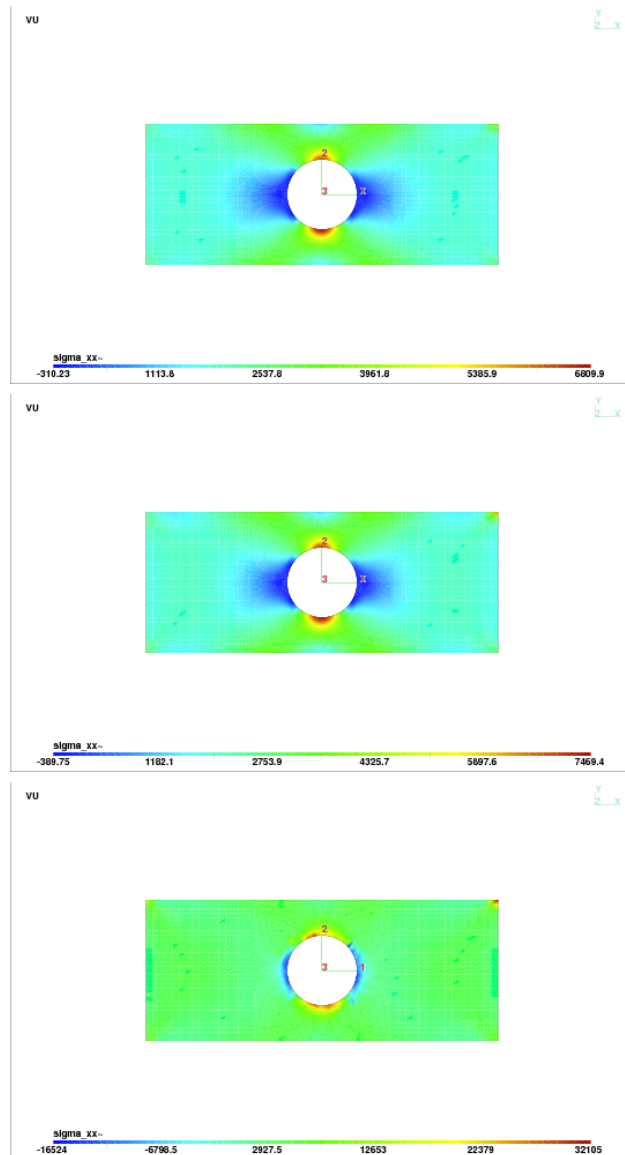 VU
Y
Z X
2
3 X
sigma_xx~
-310.23 1113.8 2537.8 3961.8 5385.9 6809.9
VU
Y
Z X
2
3 X
sigma_xx~
-389.75 1182.1 2753.9 4325.7 5897.6 7469.4
VU
Y
Z X
2
3 1
sigma_xx~
-16524 -6798.5 2927.5 12653 22379 32105